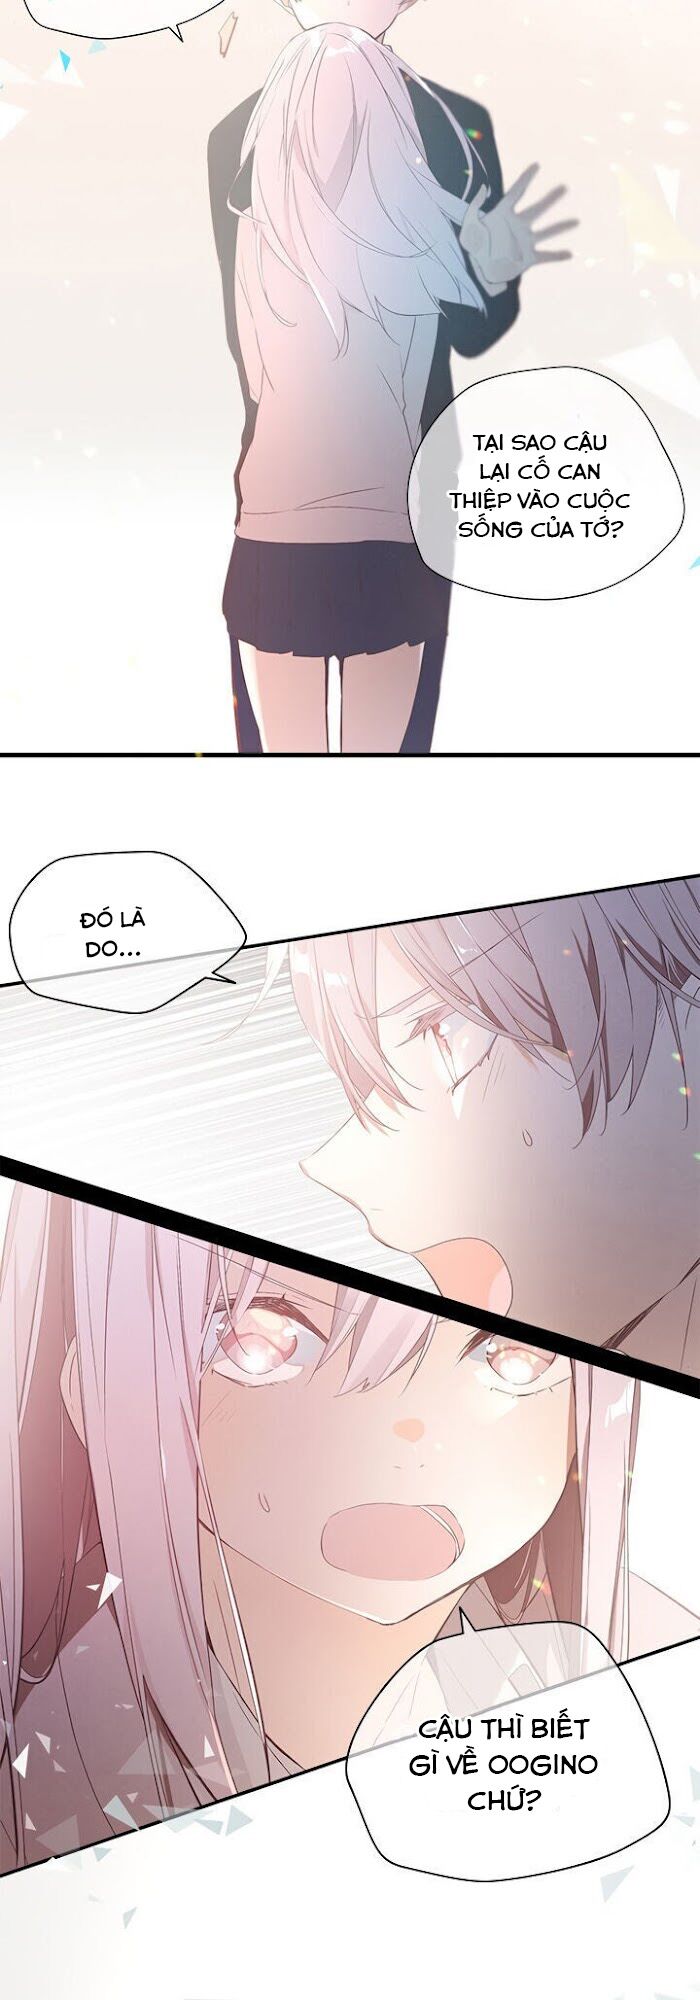 TẠI SAO CẬU
LẠI CỐ CAN
THIỆP VÀO CUỘC
SỐNG CỦA TỚ?
ĐÓ LÀ
DO...
CẬU THÌ BIẾT
GÌ VỀ OOGINO
CHỨ?